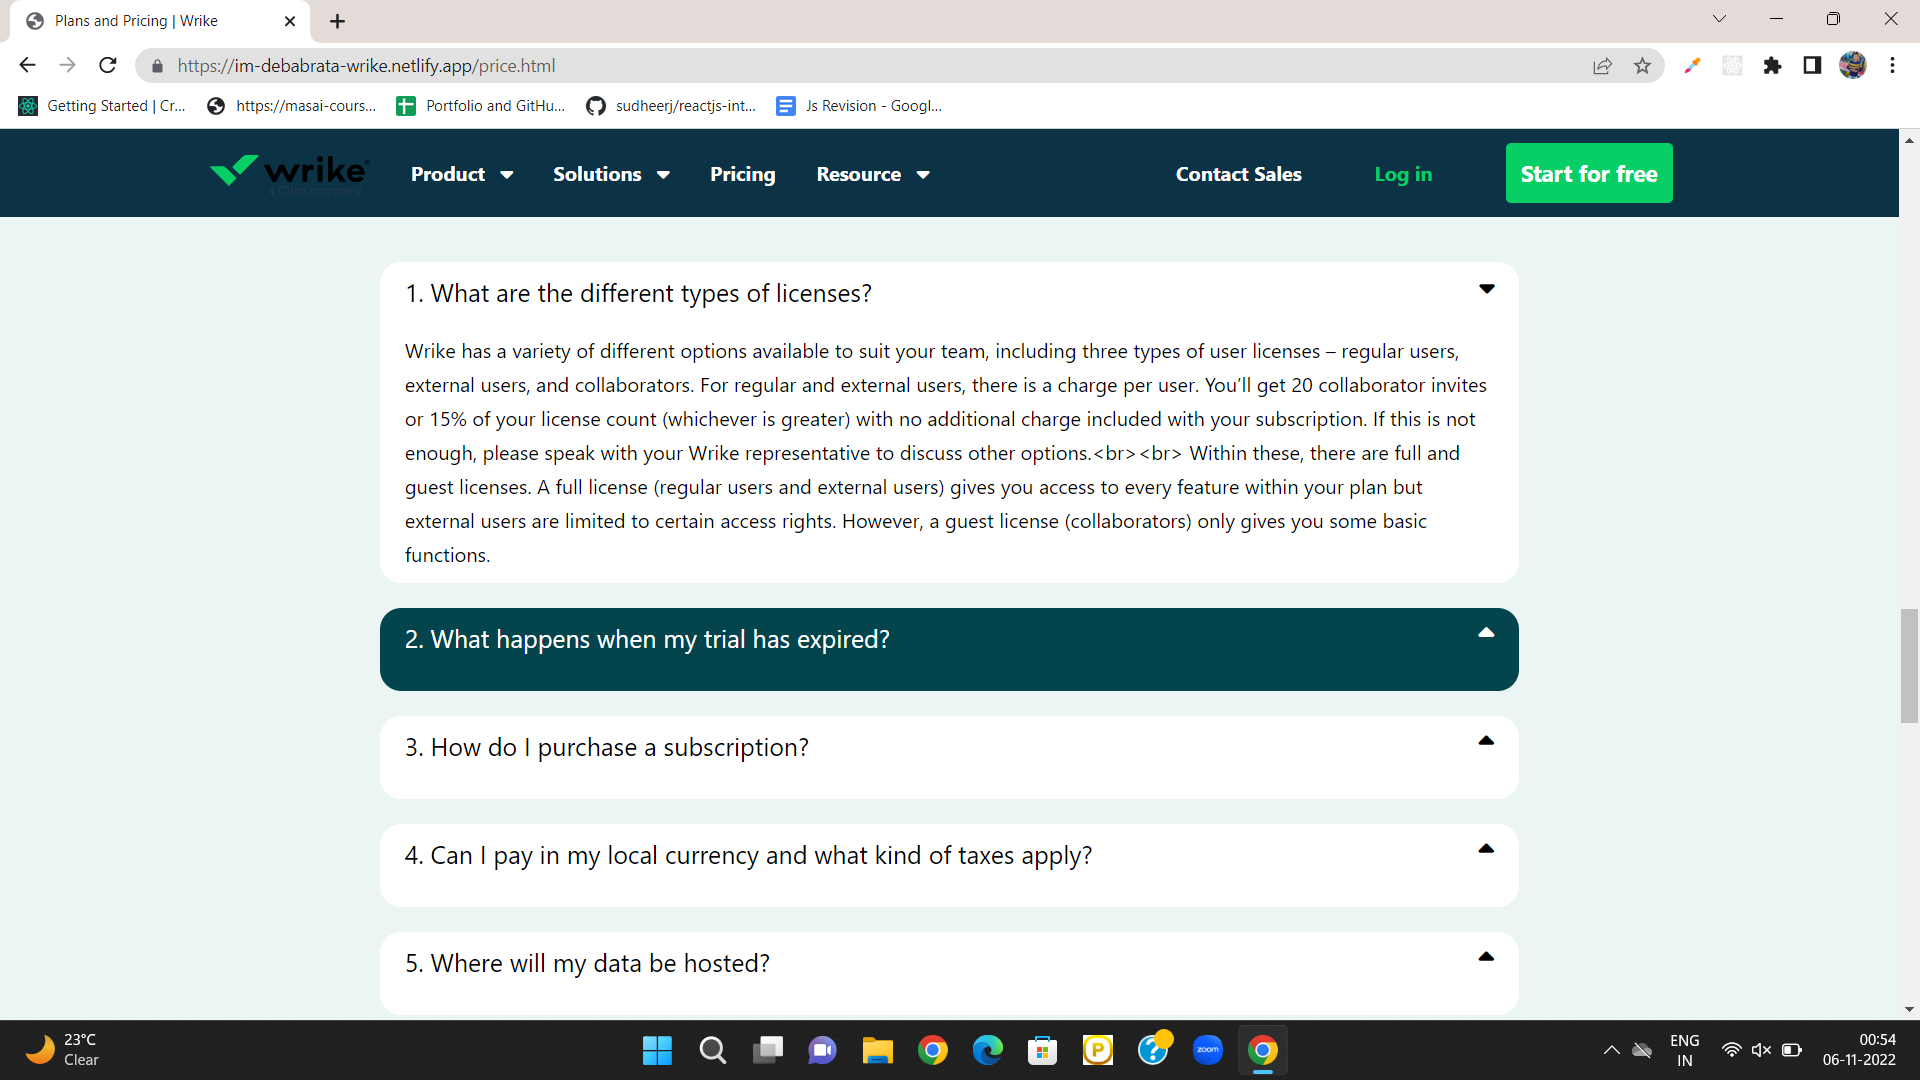 Plans and Pricing | Wrike
https://im-debabrata-wrike.netlify.app/price.html
Getting Started | Cr... https://masai-cours... Portfolio and GitHu... sudheerj/reactjs-int... Js Revision - Googl...
wrike
a Citrix company
Product Solutions Pricing Resource Contact Sales Log in Start for free
1. What are the different types of licenses?
Wrike has a variety of different options available to suit your team, including three types of user licenses – regular users,
external users, and collaborators. For regular and external users, there is a charge per user. You’ll get 20 collaborator invites
or 15% of your license count (whichever is greater) with no additional charge included with your subscription. If this is not
enough, please speak with your Wrike representative to discuss other options.<br><br> Within these, there are full and
guest licenses. A full license (regular users and external users) gives you access to every feature within your plan but
external users are limited to certain access rights. However, a guest license (collaborators) only gives you some basic
functions.
2. What happens when my trial has expired?
3. How do I purchase a subscription?
4. Can I pay in my local currency and what kind of taxes apply?
5. Where will my data be hosted?
23°C
Clear
P
zoom
ENG
IN
00:54
06-11-2022